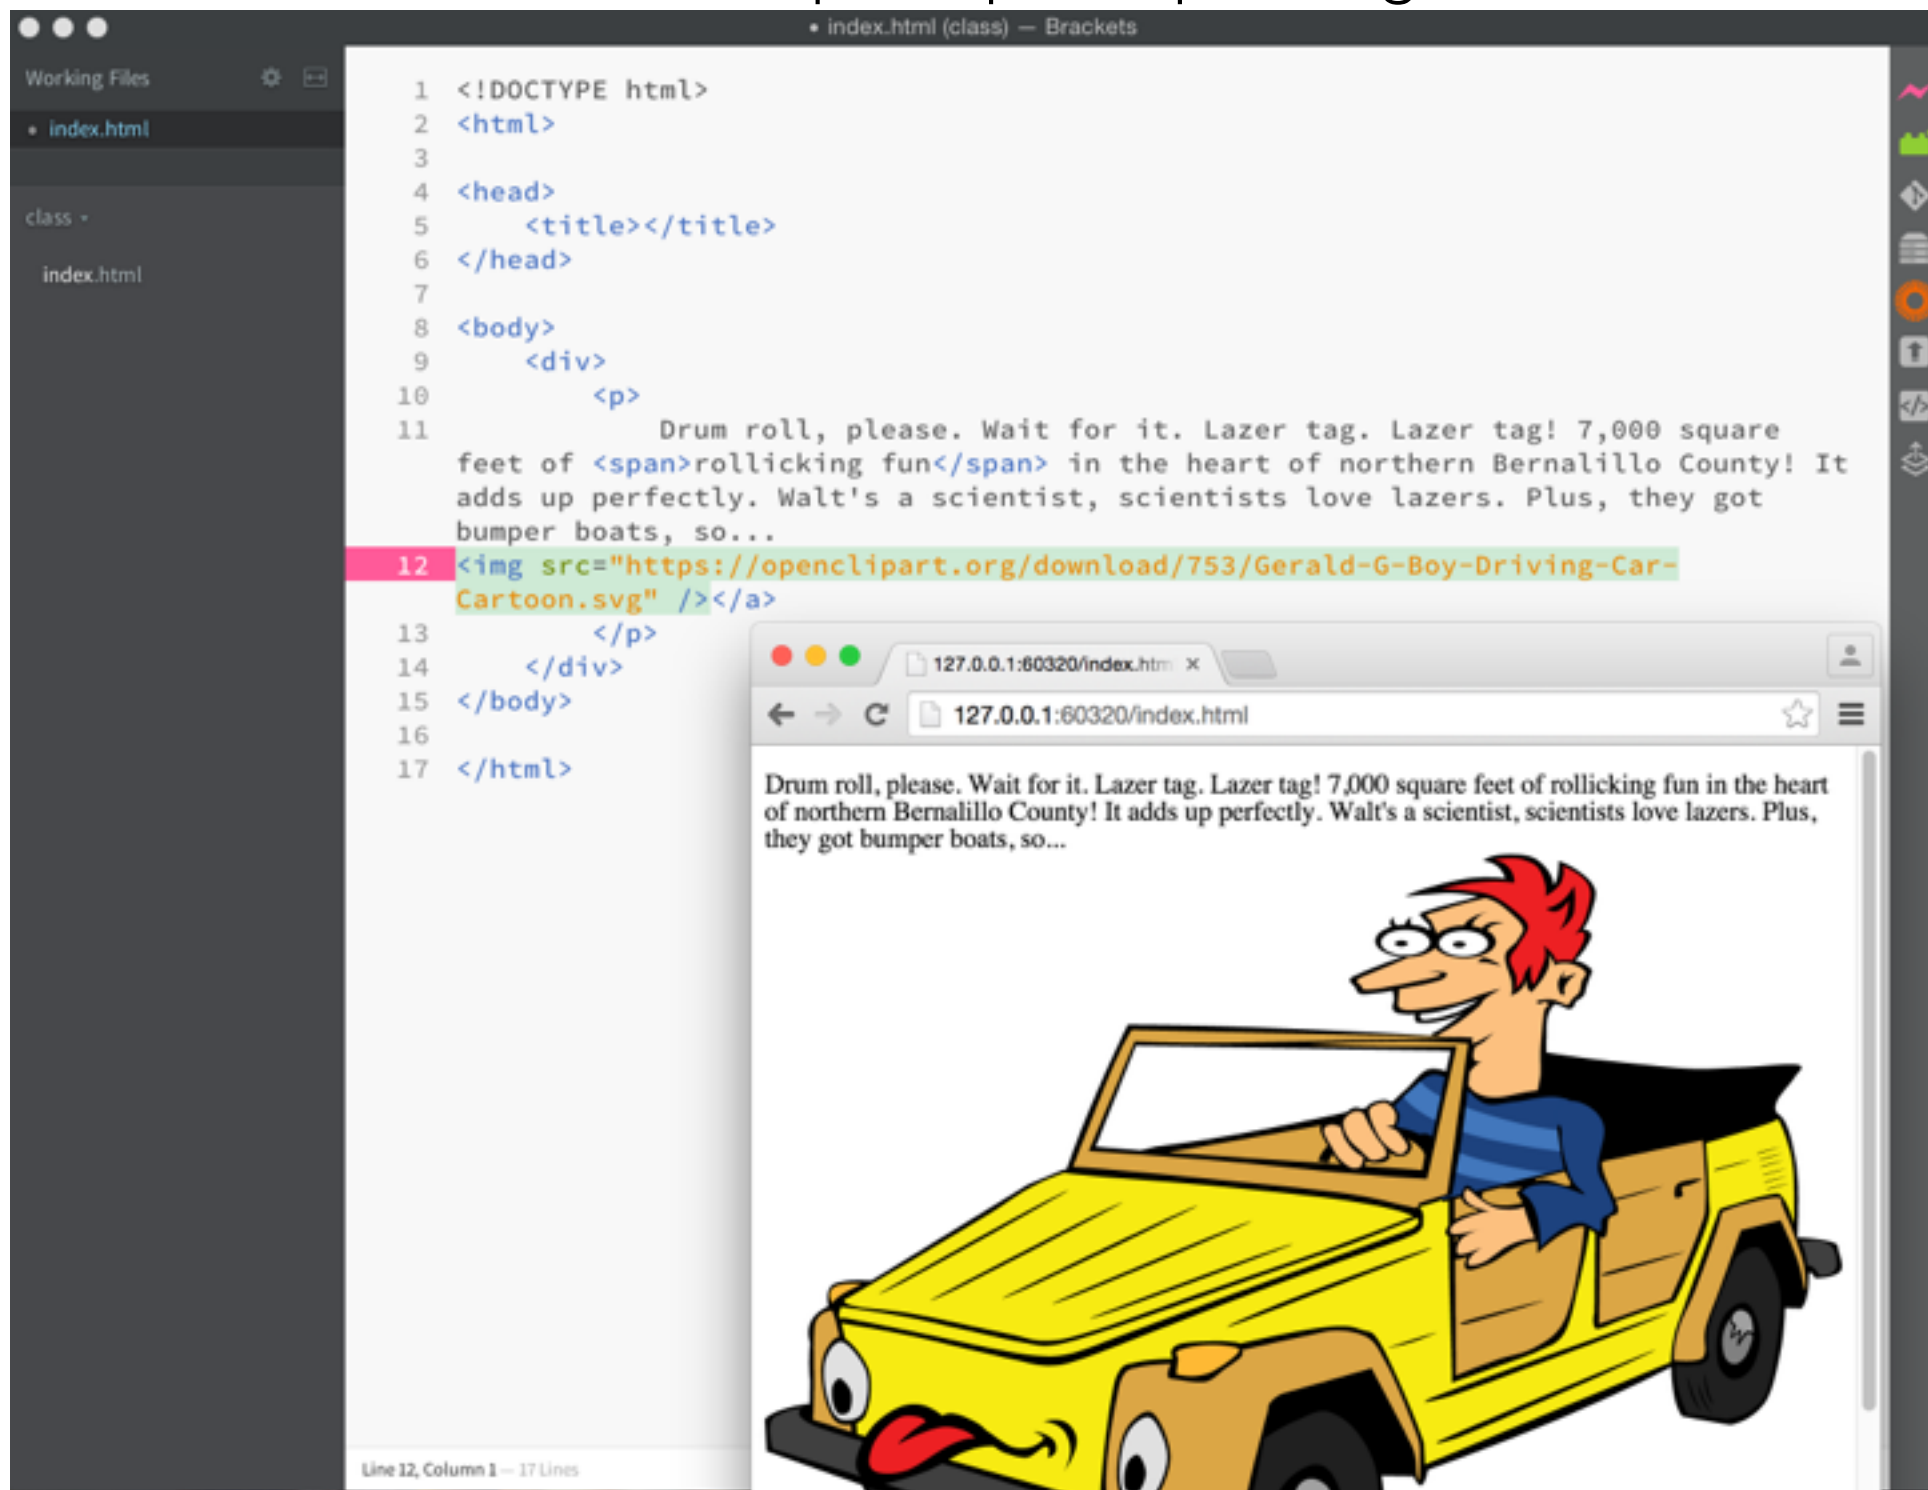 • index.html (class) — Brackets
Working Files
• index.html
class
index.html
1 <!DOCTYPE html>
2 <html>
3
4 <head>
5 <title></title>
6 </head>
7
8 <body>
9 <div>
10 <p>
11 Drum roll, please. Wait for it. Lazer tag. Lazer tag! 7,000 square
feet of <span>rollicking fun</span> in the heart of northern Bernalillo County! It
adds up perfectly. Walt's a scientist, scientists love lazers. Plus, they got
bumper boats, so...
12 <img src="https://openclipart.org/download/753/Gerald-G-Boy-Driving-Car-
Cartoon.svg" /></a>
13 </p>
14 </div>
15 </body>
16
17 </html>
127.0.0.1:60320/index.htm
127.0.0.1:60320/index.html
Drum roll, please. Wait for it. Lazer tag. Lazer tag! 7,000 square feet of rollicking fun in the heart
of northern Bernalillo County! It adds up perfectly. Walt's a scientist, scientists love lazers. Plus,
they got bumper boats, so...
Line 12, Column 1 — 17 Lines